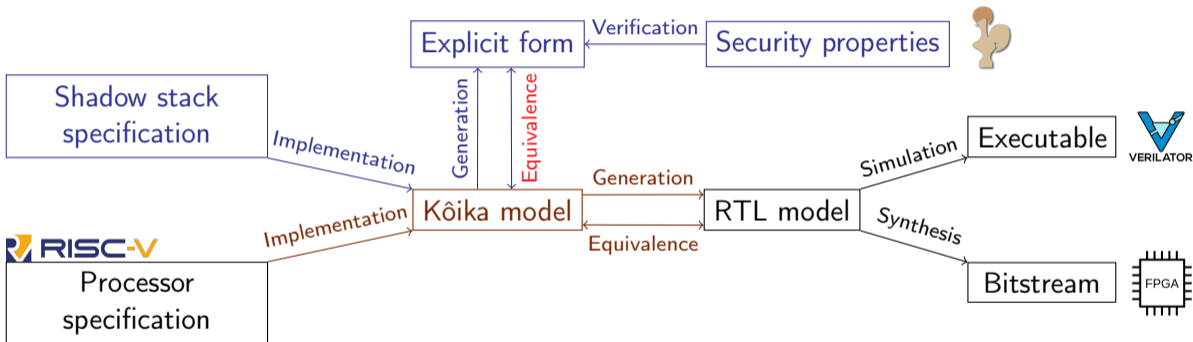 Explicit form
Verification
Security properties
Shadow stack
specification
Implementation
Generation
Equivalence
Executable
VERILATOR
Simulation
Generation
Kôika model
RTL model
Equivalence
Implementation
Synthesis
RISC-V
Processor
specification
Bitstream
FPGA